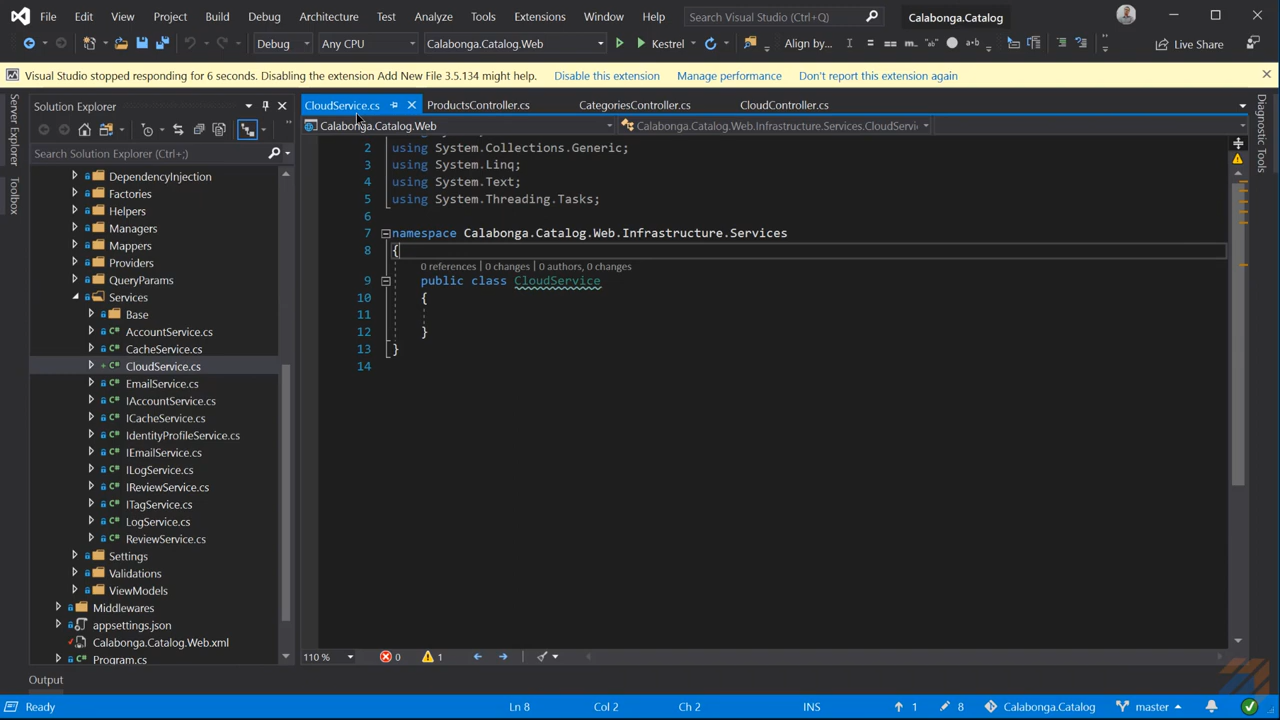 File Edit View Project Build Debug Architecture Test Analyze Tools Extensions Window Help Search Visual Studio (Ctrl+Q) Calabonga.Catalog
Debug Any CPU Calabonga.Catalog.Web Kestrel Align by... Live Share
Visual Studio stopped responding for 6 seconds. Disabling the extension Add New File 3.5.134 might help. Disable this extension Manage performance Don't report this extension again
Server Explorer
Toolbox
Solution Explorer
Search Solution Explorer (Ctrl+;)
DependencyInjection
Factories
Helpers
Managers
Mappers
Providers
QueryParams
Services
Base
AccountService.cs
CacheService.cs
CloudService.cs
EmailService.cs
IAccountService.cs
ICacheService.cs
IdentityProfileService.cs
IEmailService.cs
ILogService.cs
IReviewService.cs
ITagService.cs
LogService.cs
ReviewService.cs
Settings
Validations
ViewModels
Middlewares
appsettings.json
Calabonga.Catalog.Web.xml
Program.cs
CloudService.cs ProductsController.cs CategoriesController.cs CloudController.cs
Calabonga.Catalog.Web Calabonga.Catalog.Web.Infrastructure.Services.CloudServi
2 using System.Collections.Generic;
3 using System.Linq;
4 using System.Text;
5 using System.Threading.Tasks;
6
7 namespace Calabonga.Catalog.Web.Infrastructure.Services
8 {
0 references | 0 changes | 0 authors, 0 changes
9 public class CloudService
10 {
11
12 }
13 }
14
110 % 0 1
Diagnostic Tools
Output
Ready Ln 8 Col 2 Ch 2 INS 1 8 Calabonga.Catalog master